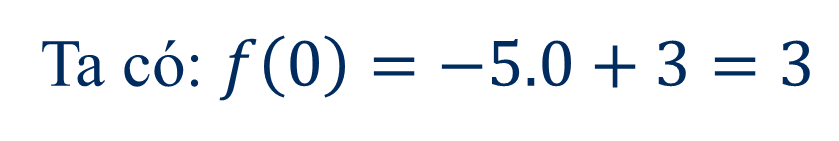 Ta có: f(0) = −5.0 + 3 = 3